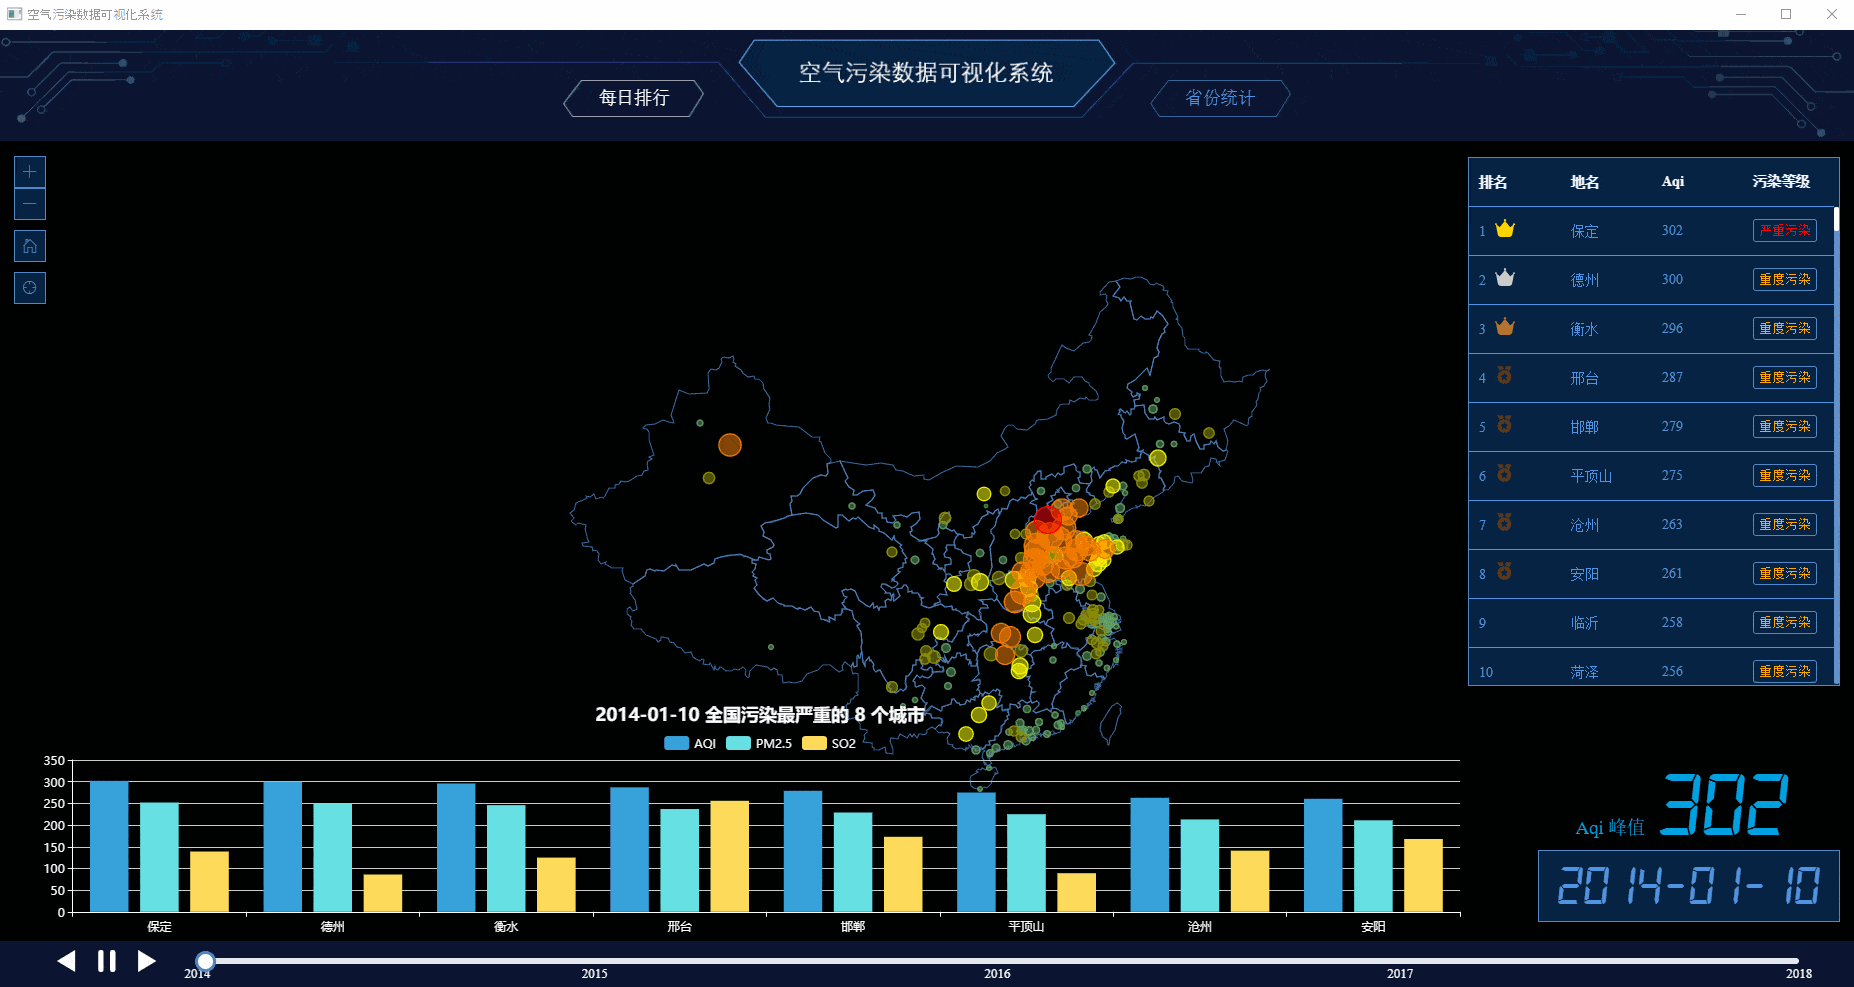 空气污染数据可视化系统
空气污染数据可视化系统
每日排行
省份统计
排名 地名 Aqi 污染等级
1 保定 302 严重污染
2 德州 300 重度污染
3 衡水 296 重度污染
4 邢台 287 重度污染
5 邯郸 279 重度污染
6 平顶山 275 重度污染
7 沧州 263 重度污染
8 安阳 261 重度污染
9 临沂 258 重度污染
10 菏泽 256 重度污染
2014-01-10 全国污染最严重的 8 个城市
AQI PM2.5 SO2
350
300
250
200
150
100
50
0
保定 德州 衡水 邢台 邯郸 平顶山 沧州 安阳
Aqi 峰值 302
2014-01-10
2014 2015 2016 2017 2018